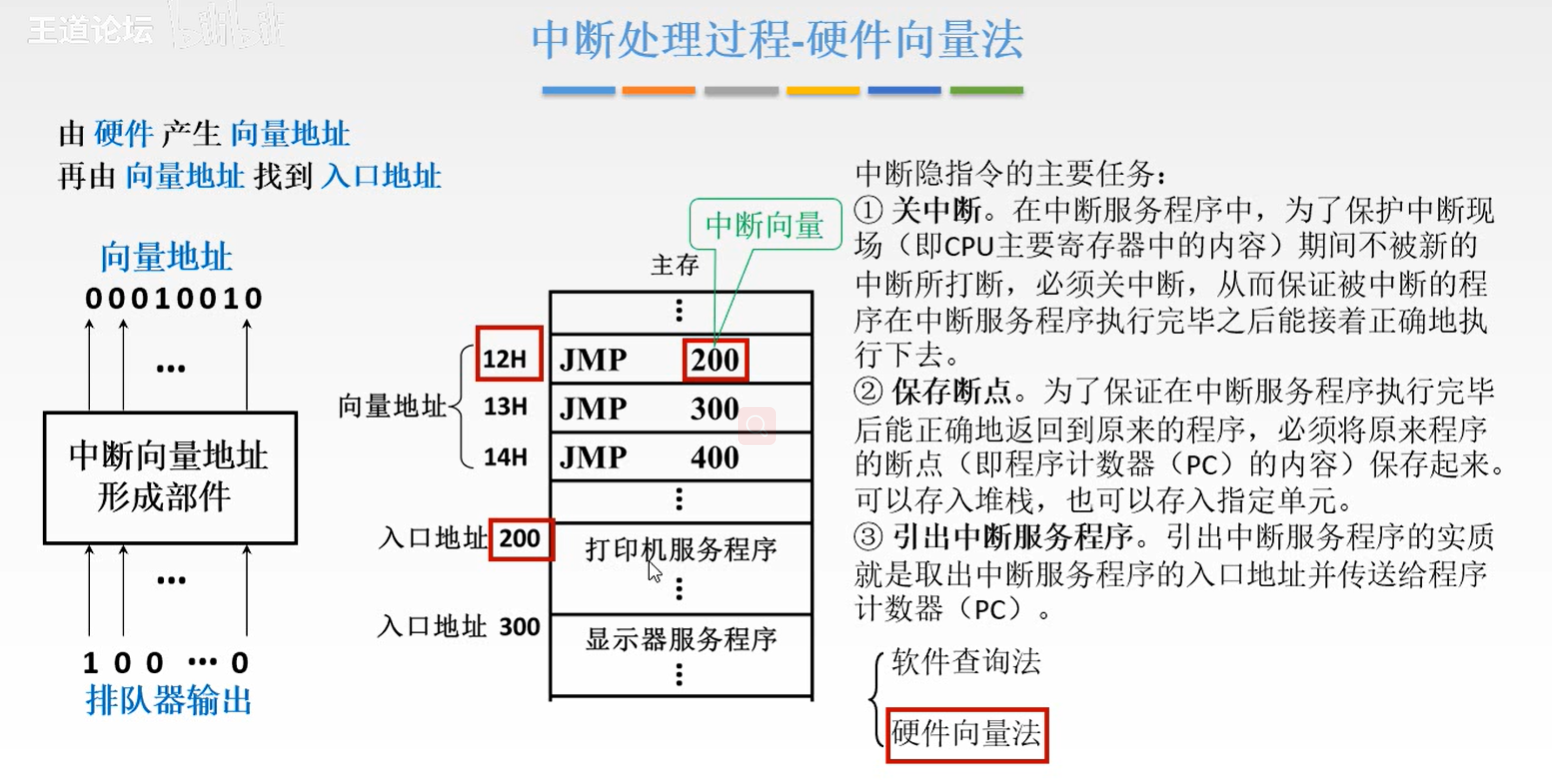 王道论坛 bilibili
中断处理过程-硬件向量法
由 硬件 产生 向量地址
再由 向量地址 找到 入口地址
向量地址
00010010
...
中断向量地址
形成部件
...
1 0 0 ... 0
排队器输出
中断向量
主存
⋮
12H JMP 200
向量地址 13H JMP 300
14H JMP 400
⋮
入口地址 200 打印机服务程序
⋮
入口地址 300 显示器服务程序
⋮
中断隐指令的主要任务：
① 关中断。在中断服务程序中，为了保护中断现
场（即CPU主要寄存器中的内容）期间不被新的
中断所打断，必须关中断，从而保证被中断的程
序在中断服务程序执行完毕之后能接着正确地执
行下去。
② 保存断点。为了保证在中断服务程序执行完毕
后能正确地返回到原来的程序，必须将原来程序
的断点（即程序计数器（PC）的内容）保存起来。
可以存入堆栈，也可以存入指定单元。
③ 引出中断服务程序。引出中断服务程序的实质
就是取出中断服务程序的入口地址并传送给程序
计数器（PC）。
软件查询法
硬件向量法